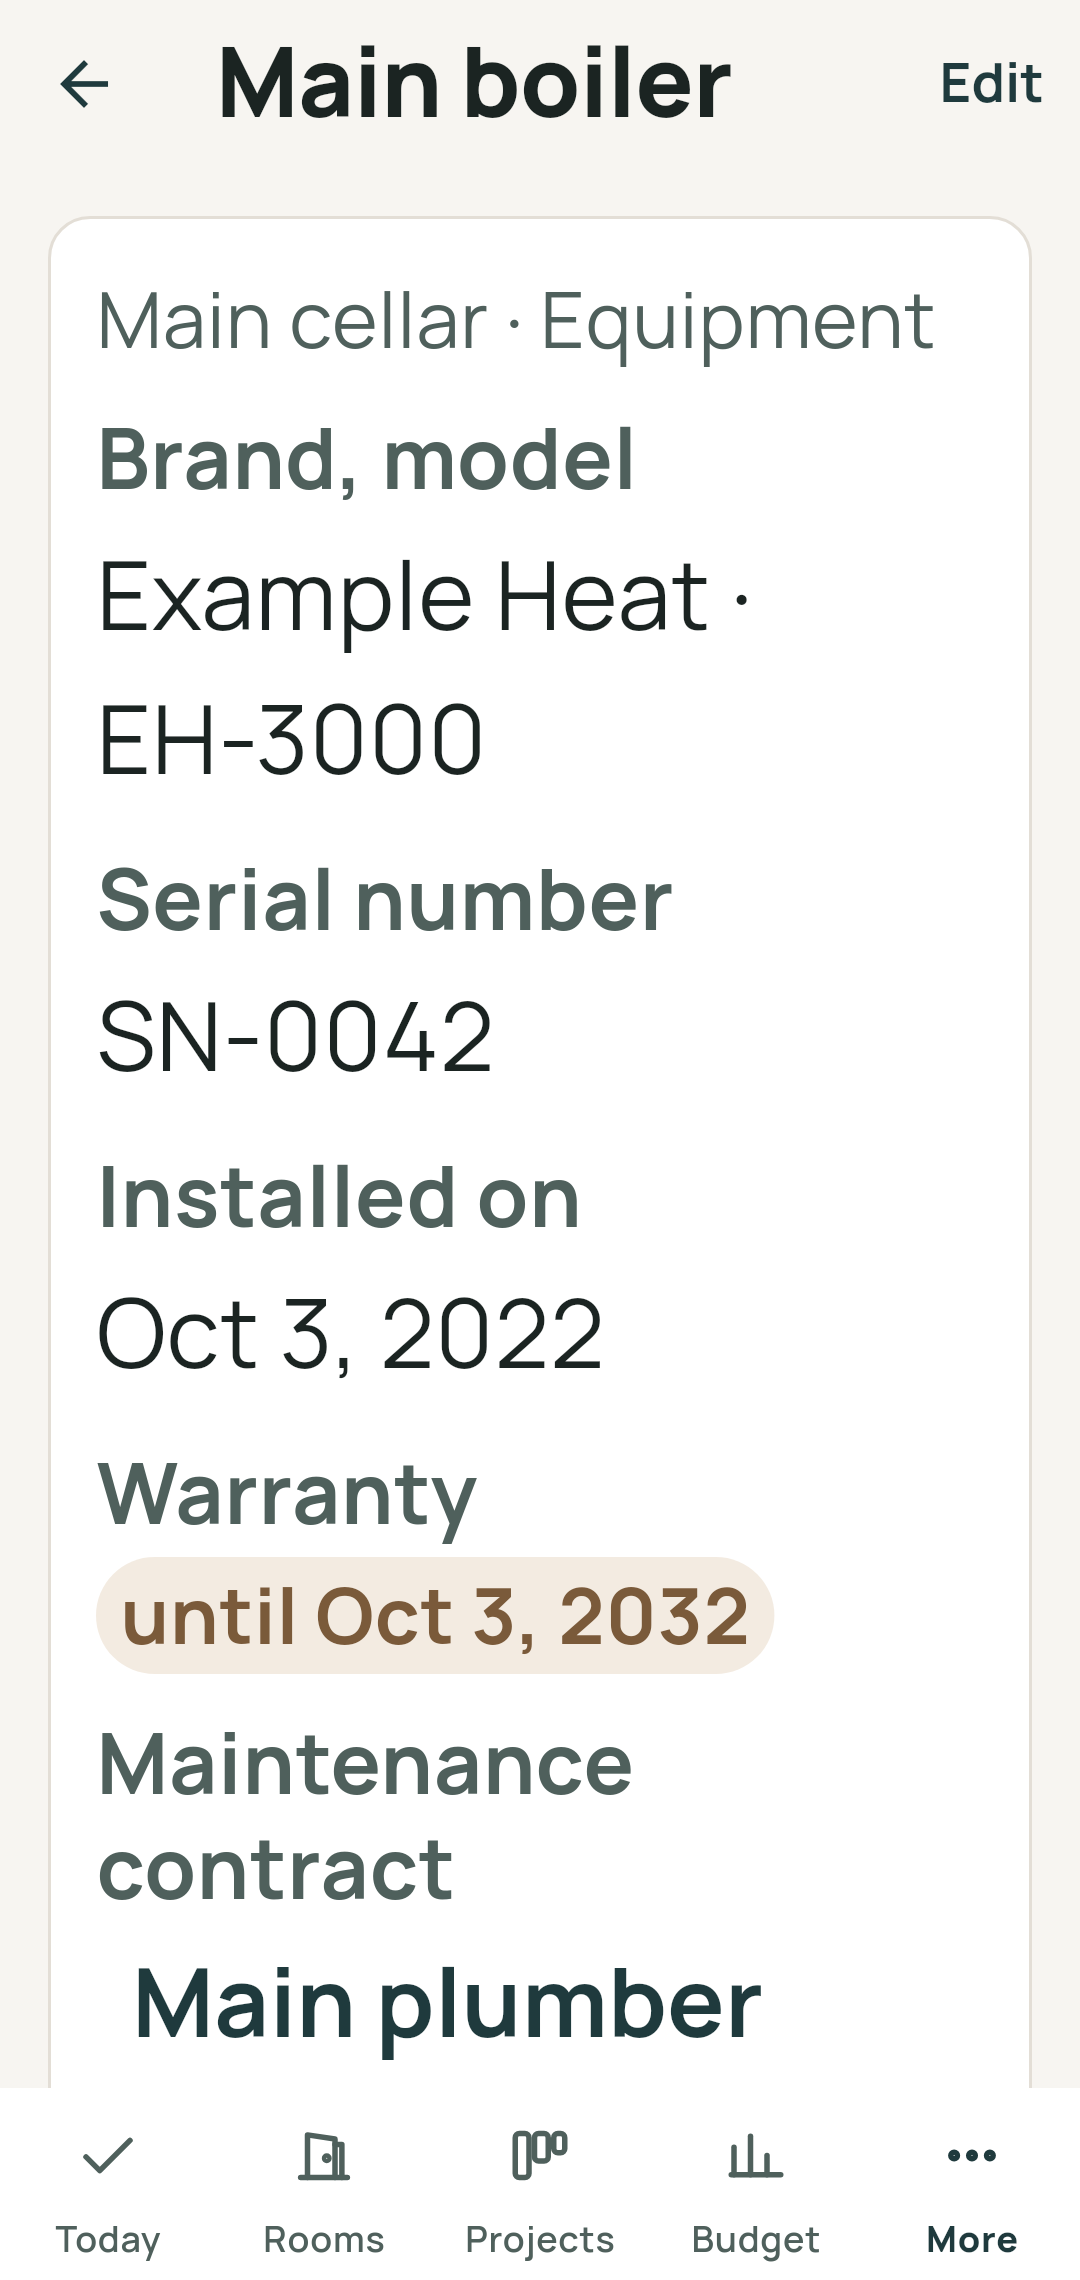 Main boiler
Edit
Main cellar · Equipment
Brand, model
Example Heat ·
EH-3000
Serial number
SN-0042
Installed on
Oct 3, 2022
Warranty
until Oct 3, 2032
Maintenance
contract
Main plumber
Today
Rooms
Projects
Budget
More